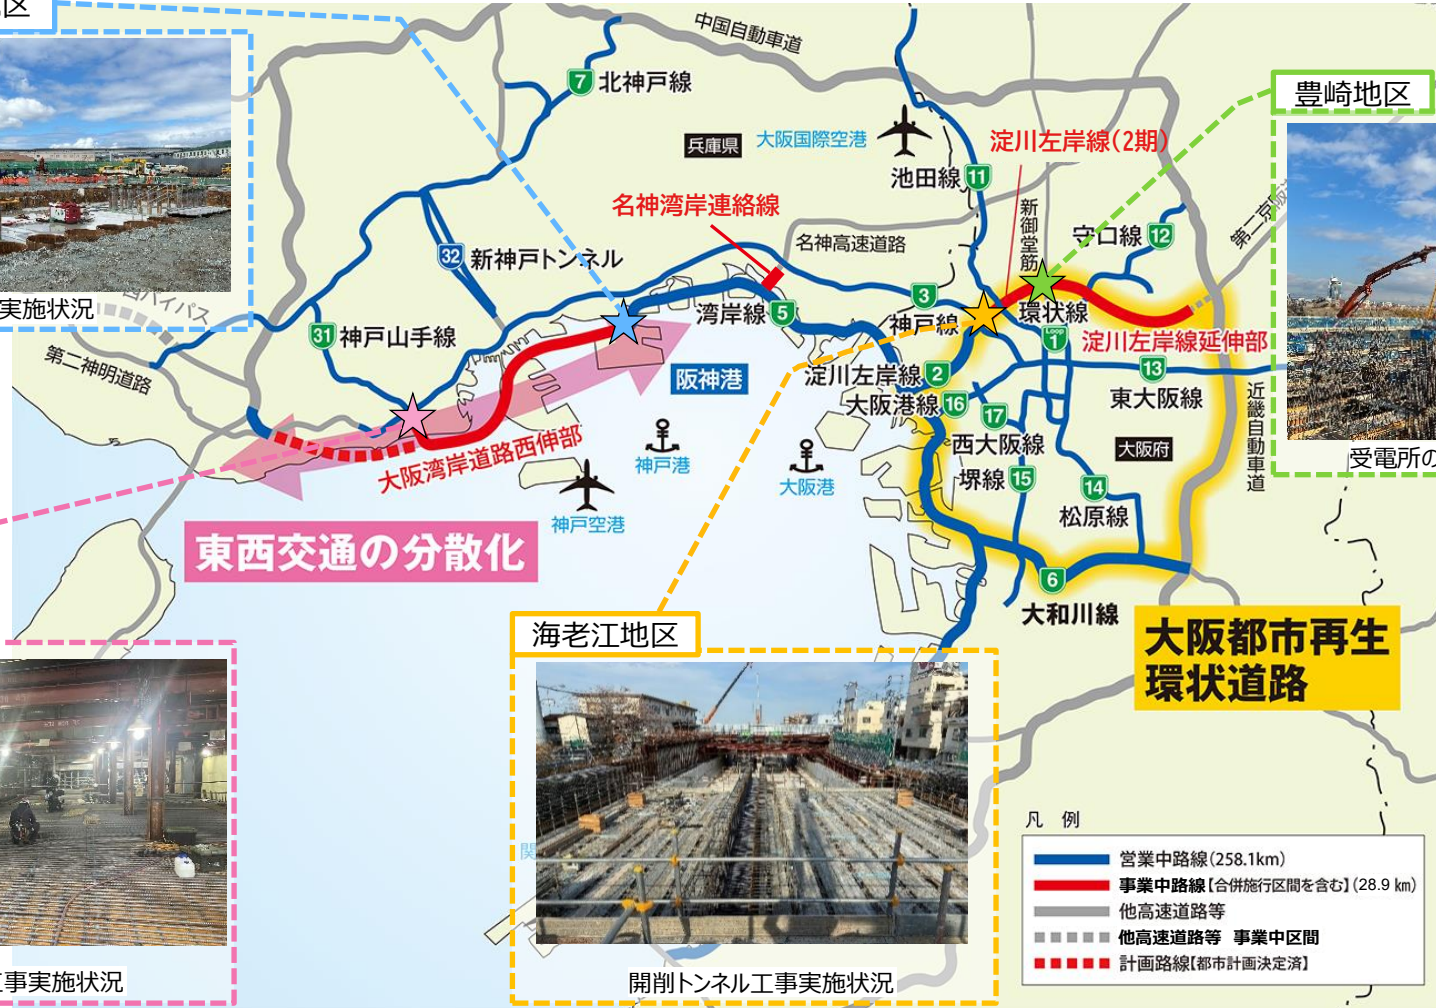 区
中国自動車道
豊崎地区
7 北神戸線
兵庫県
大阪国際空港
淀川左岸線(2期)
池田線 11
名神湾岸連絡線
新御堂筋
守口線 12
名神高速道路
32 新神戸トンネル
実施状況
3
神戸線
湾岸線 5
環状線
Loop 1
31 神戸山手線
淀川左岸線延伸部
第二神明道路
阪神港
淀川左岸線 2
13
東大阪線
大阪港線 16
17
西大阪線
近畿自動車道
大阪湾岸道路西伸部
神戸港
大阪港
大阪府
堺線 15
14
松原線
受電所の
神戸空港
東西交通の分散化
6
大和川線
大阪都市再生
環状道路
海老江地区
凡 例
営業中路線(258.1km)
事業中路線【合併施行区間を含む】(28.9 ㎞)
他高速道路等
他高速道路等 事業中区間
計画路線【都市計画決定済】
事実施状況
開削トンネル工事実施状況